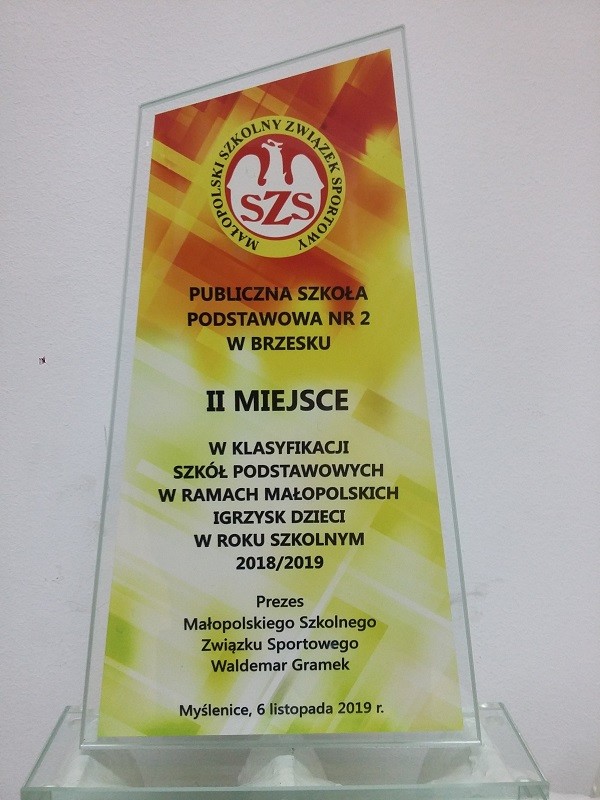 MAŁOPOLSKI SZKOLNY ZWIĄZEK SPORTOWY
SZS
PUBLICZNA SZKOŁA
PODSTAWOWA NR 2
W BRZESKU
II MIEJSCE
W KLASYFIKACJI
SZKÓŁ PODSTAWOWYCH
W RAMACH MAŁOPOLSKICH
IGRZYSK DZIECI
W ROKU SZKOLNYM
2018/2019
Prezes
Małopolskiego Szkolnego
Związku Sportowego
Waldemar Gramek
Myślenice, 6 listopada 2019 r.